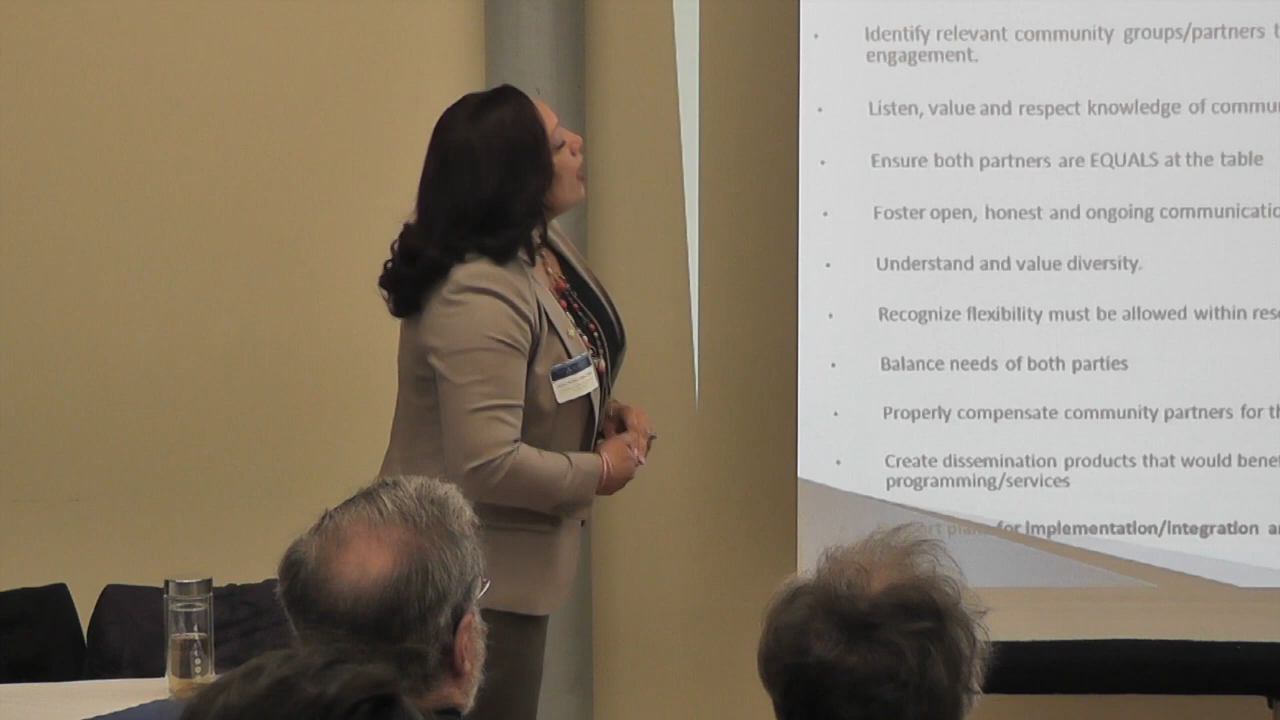 Identify relevant community groups/partners t
engagement.
Listen, value and respect knowledge of commu
Ensure both partners are EQUALS at the table
Foster open, honest and ongoing communicatio
Understand and value diversity.
Recognize flexibility must be allowed within rese
Balance needs of both parties
Properly compensate community partners for th
Create dissemination products that would benef
programming/services
for Implementation/Integration a